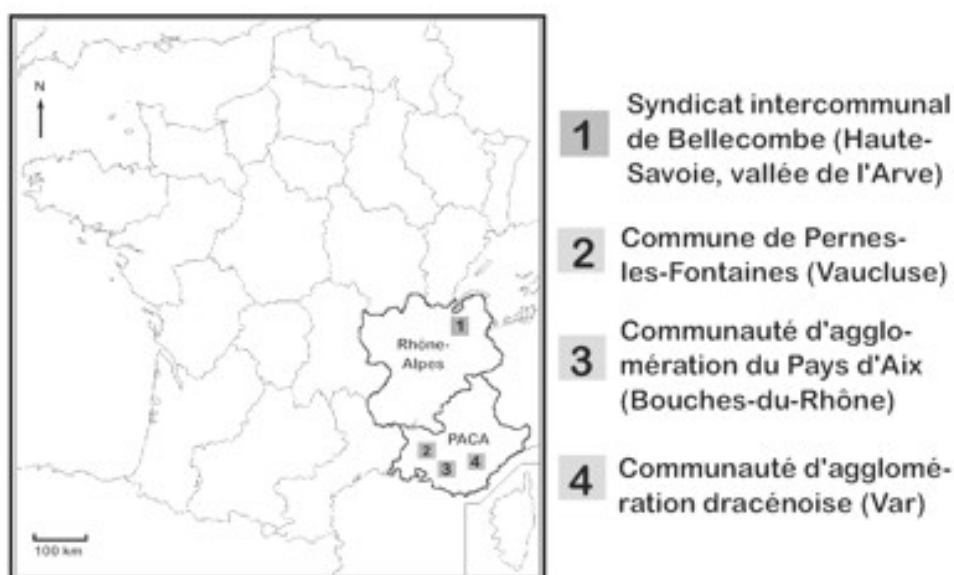 N
1
Rhône-
Alpes
PACA
2
3
4
100 km
1
Syndicat intercommunal
de Bellecombe (Haute-
Savoie, vallée de l'Arve)
2
Commune de Pernes-
les-Fontaines (Vaucluse)
3
Communauté d'agglo-
mération du Pays d'Aix
(Bouches-du-Rhône)
4
Communauté d'agglomé-
ration dracénoise (Var)